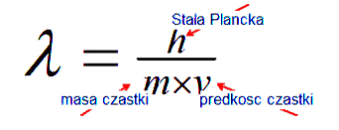 Stala Plancka
λ = h
m×v
masa czastki predkosc czastki